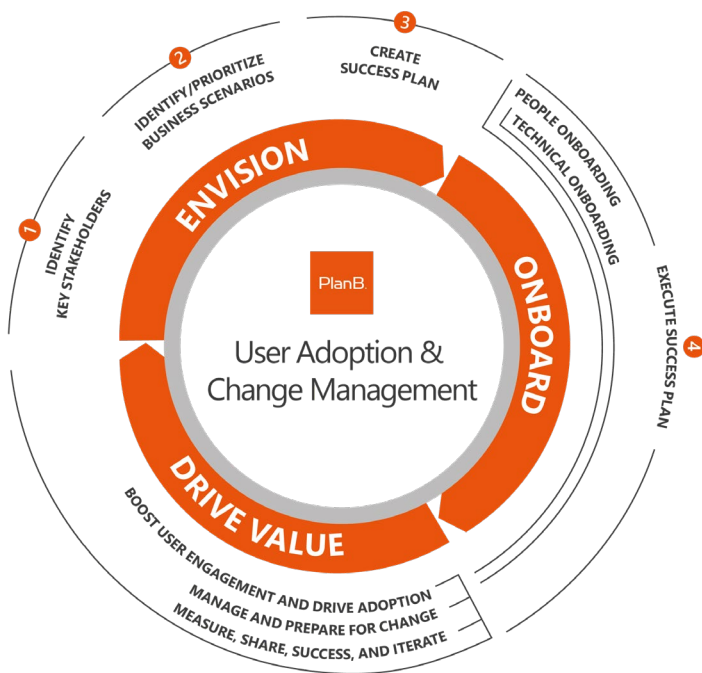 1
IDENTIFY
KEY STAKEHOLDERS
2
IDENTIFY/PRIORITIZE
BUSINESS SCENARIOS
3
CREATE
SUCCESS PLAN
PEOPLE ONBOARDING
TECHNICAL ONBOARDING
EXECUTE SUCCESS PLAN
4
ENVISION
ONBOARD
DRIVE VALUE
PlanB.
User Adoption &
Change Management
BOOST USER ENGAGEMENT AND DRIVE ADOPTION
MANAGE AND PREPARE FOR CHANGE
MEASURE, SHARE, SUCCESS, AND ITERATE